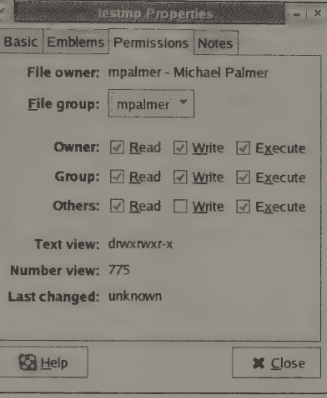 testmp Properties
Basic Emblems Permissions Notes
File owner: mpalmer - Michael Palmer
File group: mpalmer
Owner: Read Write Execute
Group: Read Write Execute
Others: Read Write Execute
Text view: drwxrwxr-x
Number view: 775
Last changed: unknown
Help Close